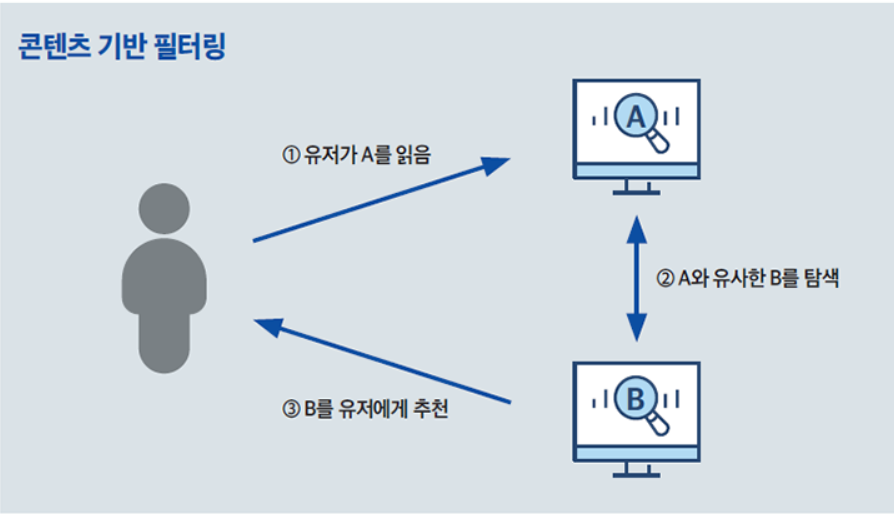 콘텐츠 기반 필터링
A
① 유저가 A를 읽음
② A와 유사한 B를 탐색
B
③ B를 유저에게 추천